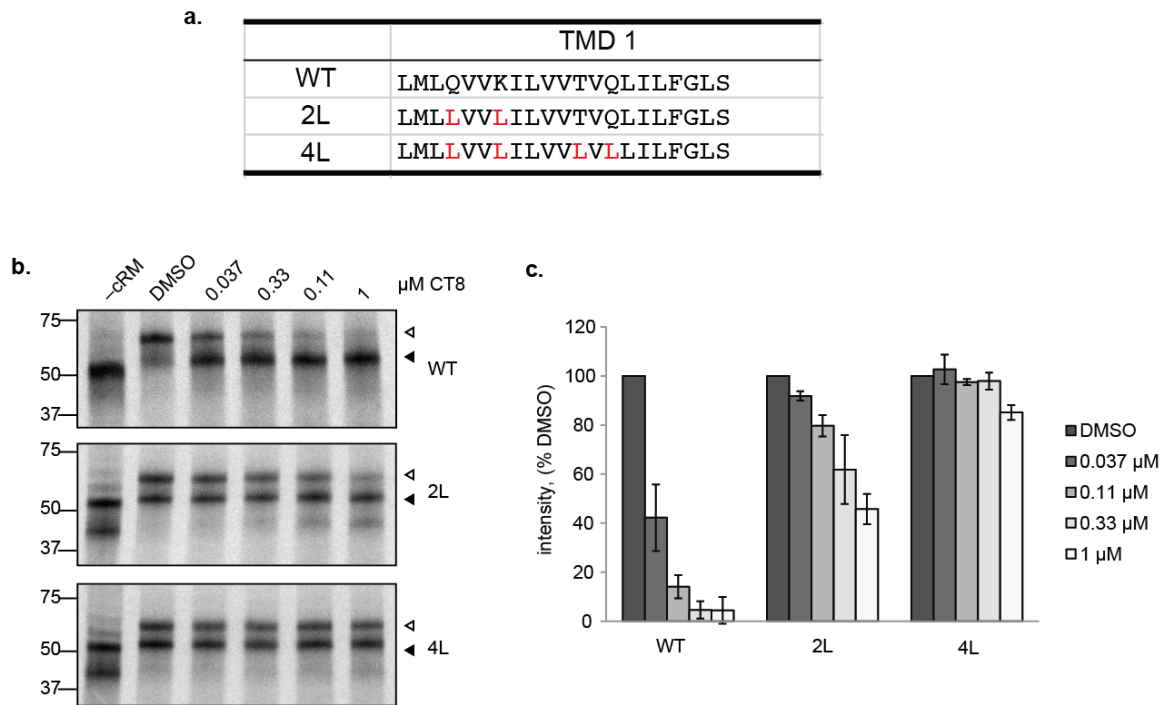 a.
TMD 1
WT LMLQVVKILVVTVQLILFGLS
2L LMLLVVLILVVTVQLILFGLS
4L LMLLVVLILVVLVLLILFGLS
b.
–cRM DMSO 0.037 0.33 0.11 1 µM CT8
75
50
37
WT
75
50
37
2L
75
50
37
4L
c.
intensity, (% DMSO)
120
100
80
60
40
20
0
WT 2L 4L
DMSO
0.037 µM
0.11 µM
0.33 µM
1 µM